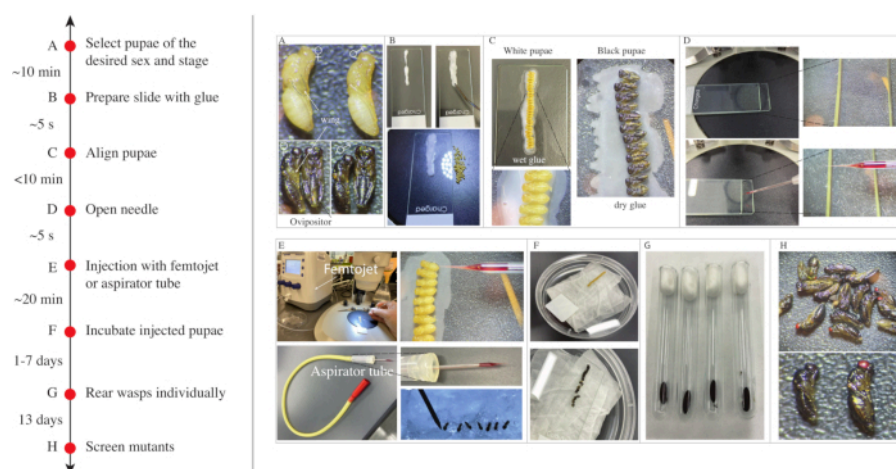 A Select pupae of the
desired sex and stage
~10 min
B Prepare slide with glue
~5 s
C Align pupae
<10 min
D Open needle
~5 s
E Injection with femtojet
or aspirator tube
~20 min
F Incubate injected pupae
1-7 days
G Rear wasps individually
13 days
H Screen mutants
A
♀
♂
wing
♀
♂
Ovipositor
B
Charged
Charged
Charged
C
White pupae
Black pupae
wet glue
dry glue
D
E
Femtojet
Aspirator tube
F
G
H